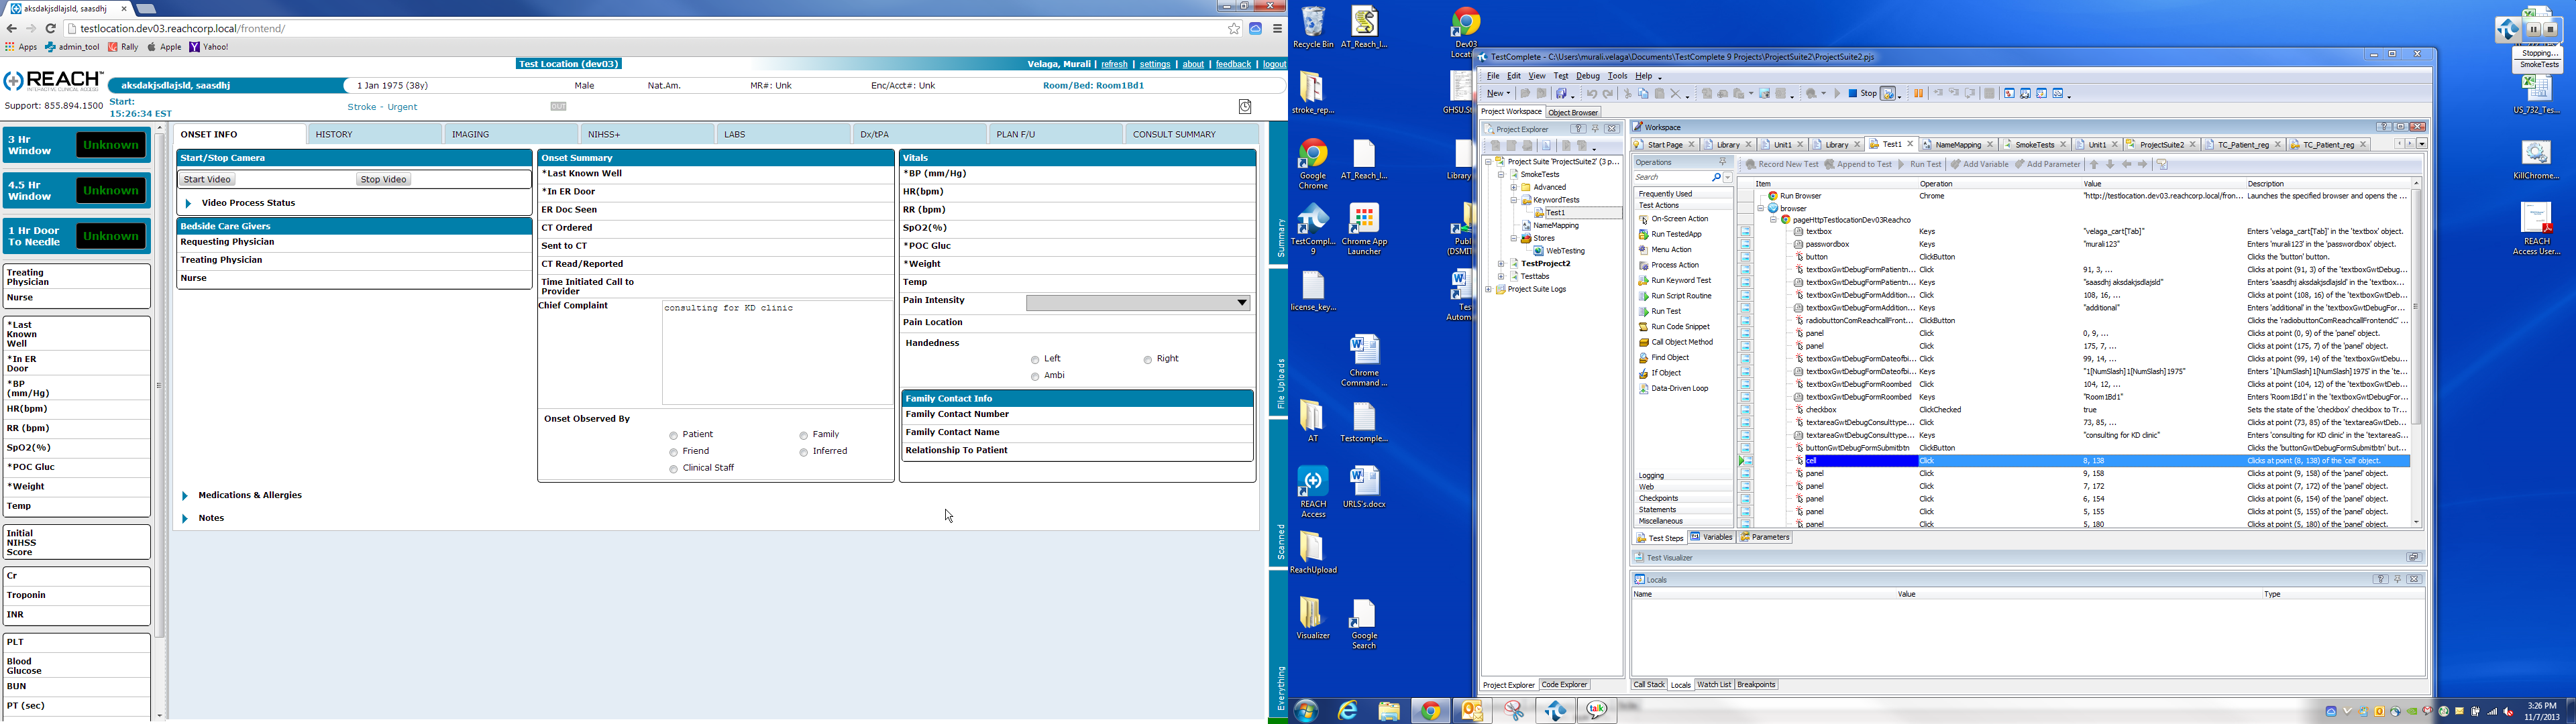 aksdakjsdlajsld, saasdhj
testlocation.dev03.reachcorp.local/frontend/
Apps admin_tool Rally Apple Yahoo!
Test Location (dev03)
Velaga, Murali | refresh | settings | about | feedback | logout
REACH
aksdakjsdlajsld, saasdhj 1 Jan 1975 (38y) Male Nat.Am. MR#: Unk Enc/Acct#: Unk Room/Bed: Room1Bd1
Support: 855.894.1500
Start:
15:26:34 EST
Stroke - Urgent
OUT
3 Hr
Window
Unknown
4.5 Hr
Window
Unknown
1 Hr Door
To Needle
Unknown
Treating
Physician
Nurse
*Last
Known
Well
*In ER
Door
*BP
(mm/Hg)
HR(bpm)
RR (bpm)
SpO2(%)
*POC Gluc
*Weight
Temp
Initial
NIHSS
Score
Cr
Troponin
INR
PLT
Blood
Glucose
BUN
PT (sec)
ONSET INFO HISTORY IMAGING NIHSS+ LABS Dx/tPA PLAN F/U CONSULT SUMMARY
Start/Stop Camera
Start Video Stop Video
Video Process Status
Bedside Care Givers
Requesting Physician
Treating Physician
Nurse
Onset Summary
*Last Known Well
*In ER Door
ER Doc Seen
CT Ordered
Sent to CT
CT Read/Reported
Time Initiated Call to
Provider
Chief Complaint
consulting for KD clinic
Onset Observed By
Patient Family
Friend Inferred
Clinical Staff
Vitals
*BP (mm/Hg)
HR(bpm)
RR (bpm)
SpO2(%)
*POC Gluc
*Weight
Temp
Pain Intensity
Pain Location
Handedness
Left Right
Ambi
Family Contact Info
Family Contact Number
Family Contact Name
Relationship To Patient
Medications & Allergies
Notes
Summary
File Uploads
Scanned
Everything
Recycle Bin
AT_Reach_I...
Dev03
stroke_rep...
Google
Chrome
AT_Reach_I...
TestCompl...
9
Chrome App
Launcher
license_key...
Chrome
Command ...
AT
Testcomple...
REACH
Access
URLS's.docx
ReachUpload
Visualizer
Google
Search
TestComplete - C:\Users\murali.velaga\Documents\TestComplete 9 Projects\ProjectSuite2\ProjectSuite2.pjs
File Edit View Test Debug Tools Help
New Stop
Project Workspace Object Browser
Project Explorer
Project Suite 'ProjectSuite2' (3 p...
SmokeTests
Advanced
KeywordTests
Test1
NameMapping
Stores
WebTesting
TestProject2
Testtabs
Project Suite Logs
Project Explorer Code Explorer
Workspace
Start Page Library Unit1 Library Test1 NameMapping SmokeTests Unit1 ProjectSuite2 TC_Patient_reg TC_Patient_reg
Operations
Search
Frequently Used
Test Actions
On-Screen Action
Run TestedApp
Menu Action
Process Action
Run Keyword Test
Run Script Routine
Run Test
Run Code Snippet
Call Object Method
Find Object
If Object
Data-Driven Loop
Logging
Web
Checkpoints
Statements
Miscellaneous
Record New Test Append to Test Run Test Add Variable Add Parameter
Item Operation Value Description
Run Browser Chrome "http://testlocation.dev03.reachcorp.local/fron... Launches the specified browser and opens the ...
browser
pageHttpTestlocationDev03Reachco
textbox Keys "velaga_cart[Tab]" Enters 'velaga_cart[Tab]' in the 'textbox' object.
passwordbox Keys "murali123" Enters 'murali123' in the 'passwordbox' object.
button Click Clicks the 'button' button.
textboxGwtDebugFormPatientn... Click 91, 3, ... Clicks at point (91, 3) of the 'textboxGwtDebug...
textboxGwtDebugFormPatientn... Keys "saasdhj aksdakjsdlajsld" Enters 'saasdhj aksdakjsdlajsld' in the 'textbox...
textboxGwtDebugFormAddition... Click 108, 16, ... Clicks at point (108, 16) of the 'textboxGwtDeb...
textboxGwtDebugFormAddition... Keys "additional" Enters 'additional' in the 'textboxGwtDebugFor...
radiobuttonComReachcallFront... ClickButton Clicks the 'radiobuttonComReachcallFrontendC' ...
panel Click 0, 9, ... Clicks at point (0, 9) of the 'panel' object.
panel Click 175, 7, ... Clicks at point (175, 7) of the 'panel' object.
textboxGwtDebugFormDateofbi... Click 99, 14, ... Clicks at point (99, 14) of the 'textboxGwtDebu...
textboxGwtDebugFormDateofbi... Keys "1[NumSlash]1[NumSlash]1975" Enters '1[NumSlash]1[NumSlash]1975' in the 'te...
textboxGwtDebugFormRoombed Click 104, 12, ... Clicks at point (104, 12) of the 'textboxGwtDeb...
textboxGwtDebugFormRoombed Keys "Room1Bd1" Enters 'Room1Bd1' in the 'textboxGwtDebugFor...
checkbox ClickChecked true Sets the state of the 'checkbox' checkbox to Tr...
textareaGwtDebugConsulttype... Click 73, 85, ... Clicks at point (73, 85) of the 'textareaGwtDeb...
textareaGwtDebugConsulttype... Keys "consulting for KD clinic" Enters 'consulting for KD clinic' in the 'textareaG...
buttonGwtDebugFormSubmitbtn ClickButton Clicks the 'buttonGwtDebugFormSubmitbtn' but...
cell Click 8, 138 Clicks at point (8, 138) of the 'cell' object.
panel Click 9, 158 Clicks at point (9, 158) of the 'panel' object.
panel Click 7, 172 Clicks at point (7, 172) of the 'panel' object.
panel Click 6, 154 Clicks at point (6, 154) of the 'panel' object.
panel Click 5, 155 Clicks at point (5, 155) of the 'panel' object.
panel Click 5, 180 Clicks at point (5, 180) of the 'panel' object.
Test Steps Variables Parameters
Test Visualizer
Locals
Name Value Type
Call Stack Locals Watch List Breakpoints
Stopping...
SmokeTests
US_732_Tes...
KillChrome...
REACH
Access User...
talk
3:26 PM
11/7/2013